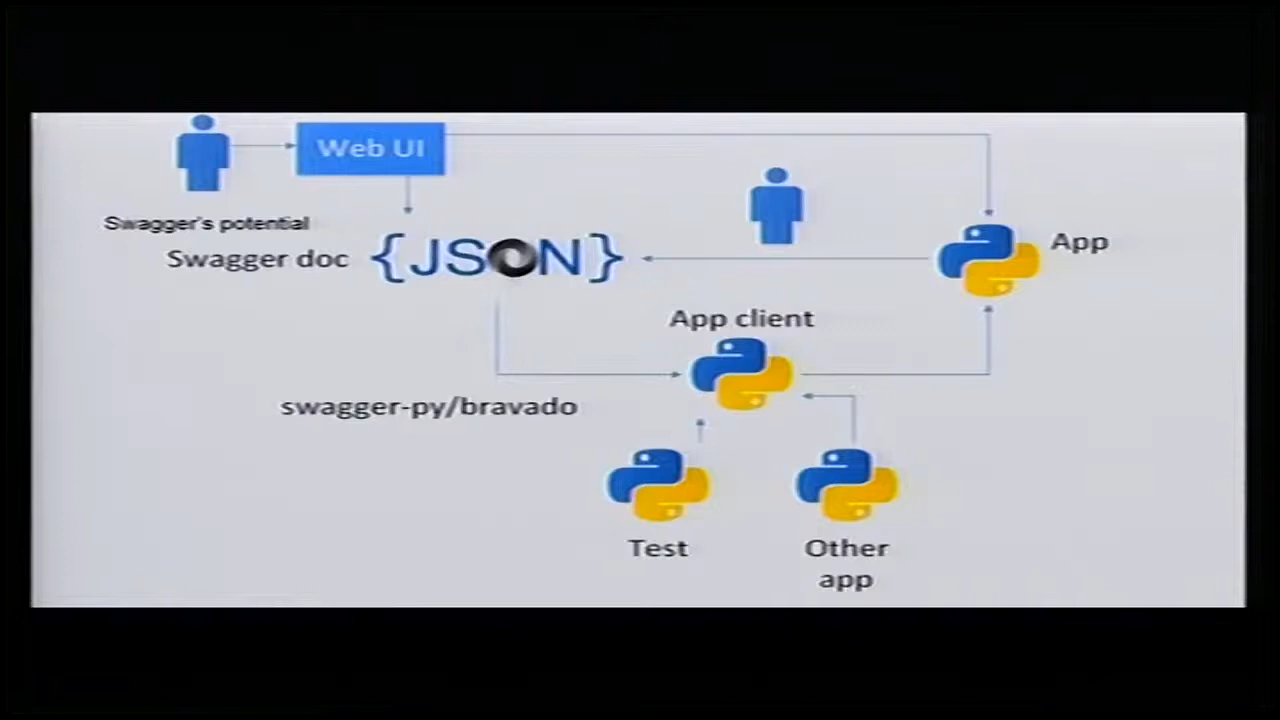 Web UI
Swagger's potential
Swagger doc
{JSON}
App
App client
swagger-py/bravado
Test
Other
app